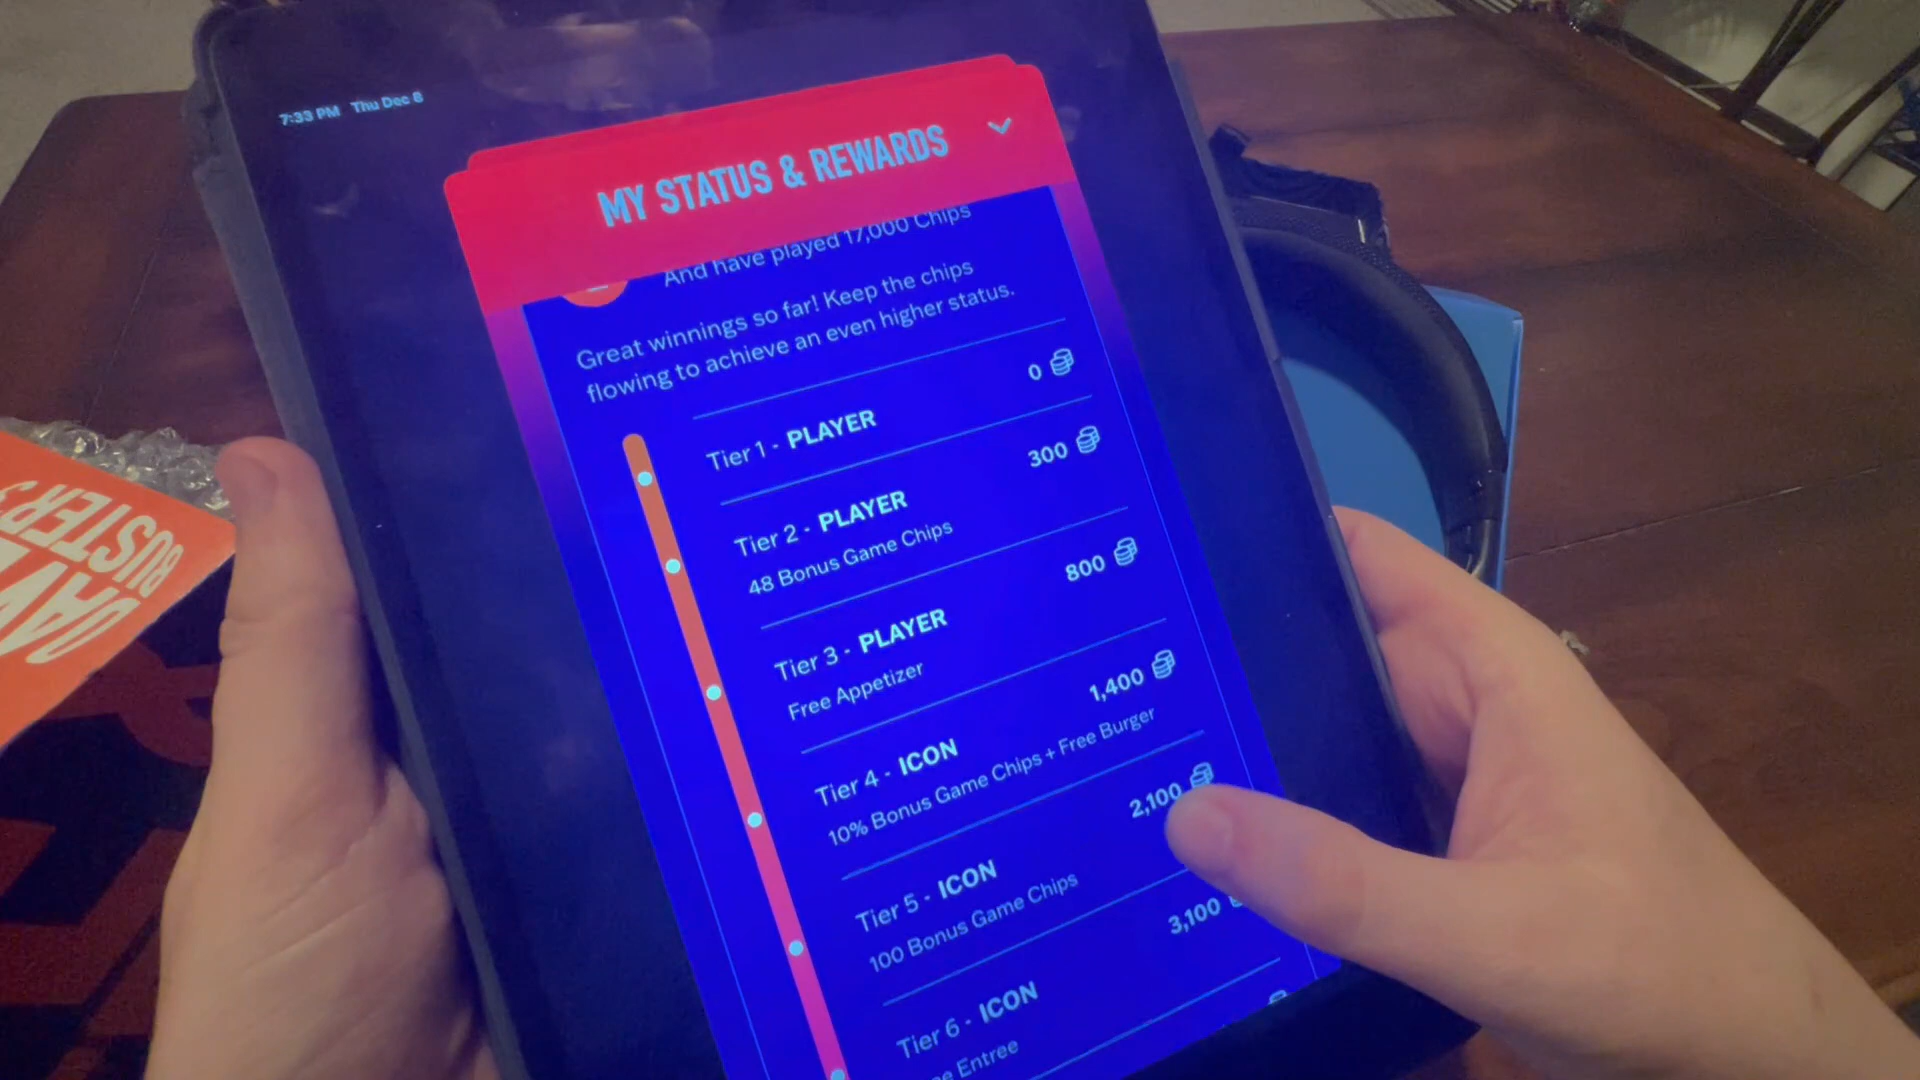 7:33 PM Thu Dec 8
MY STATUS & REWARDS
And have played 17,000 Chips
Great winnings so far! Keep the chips
flowing to achieve an even higher status.
0
Tier 1 - PLAYER
300
Tier 2 - PLAYER
48 Bonus Game Chips
800
Tier 3 - PLAYER
Free Appetizer
1,400
Tier 4 - ICON
10% Bonus Game Chips + Free Burger
2,100
Tier 5 - ICON
100 Bonus Game Chips
3,100
Tier 6 - ICON
Entree
BUSTER'S